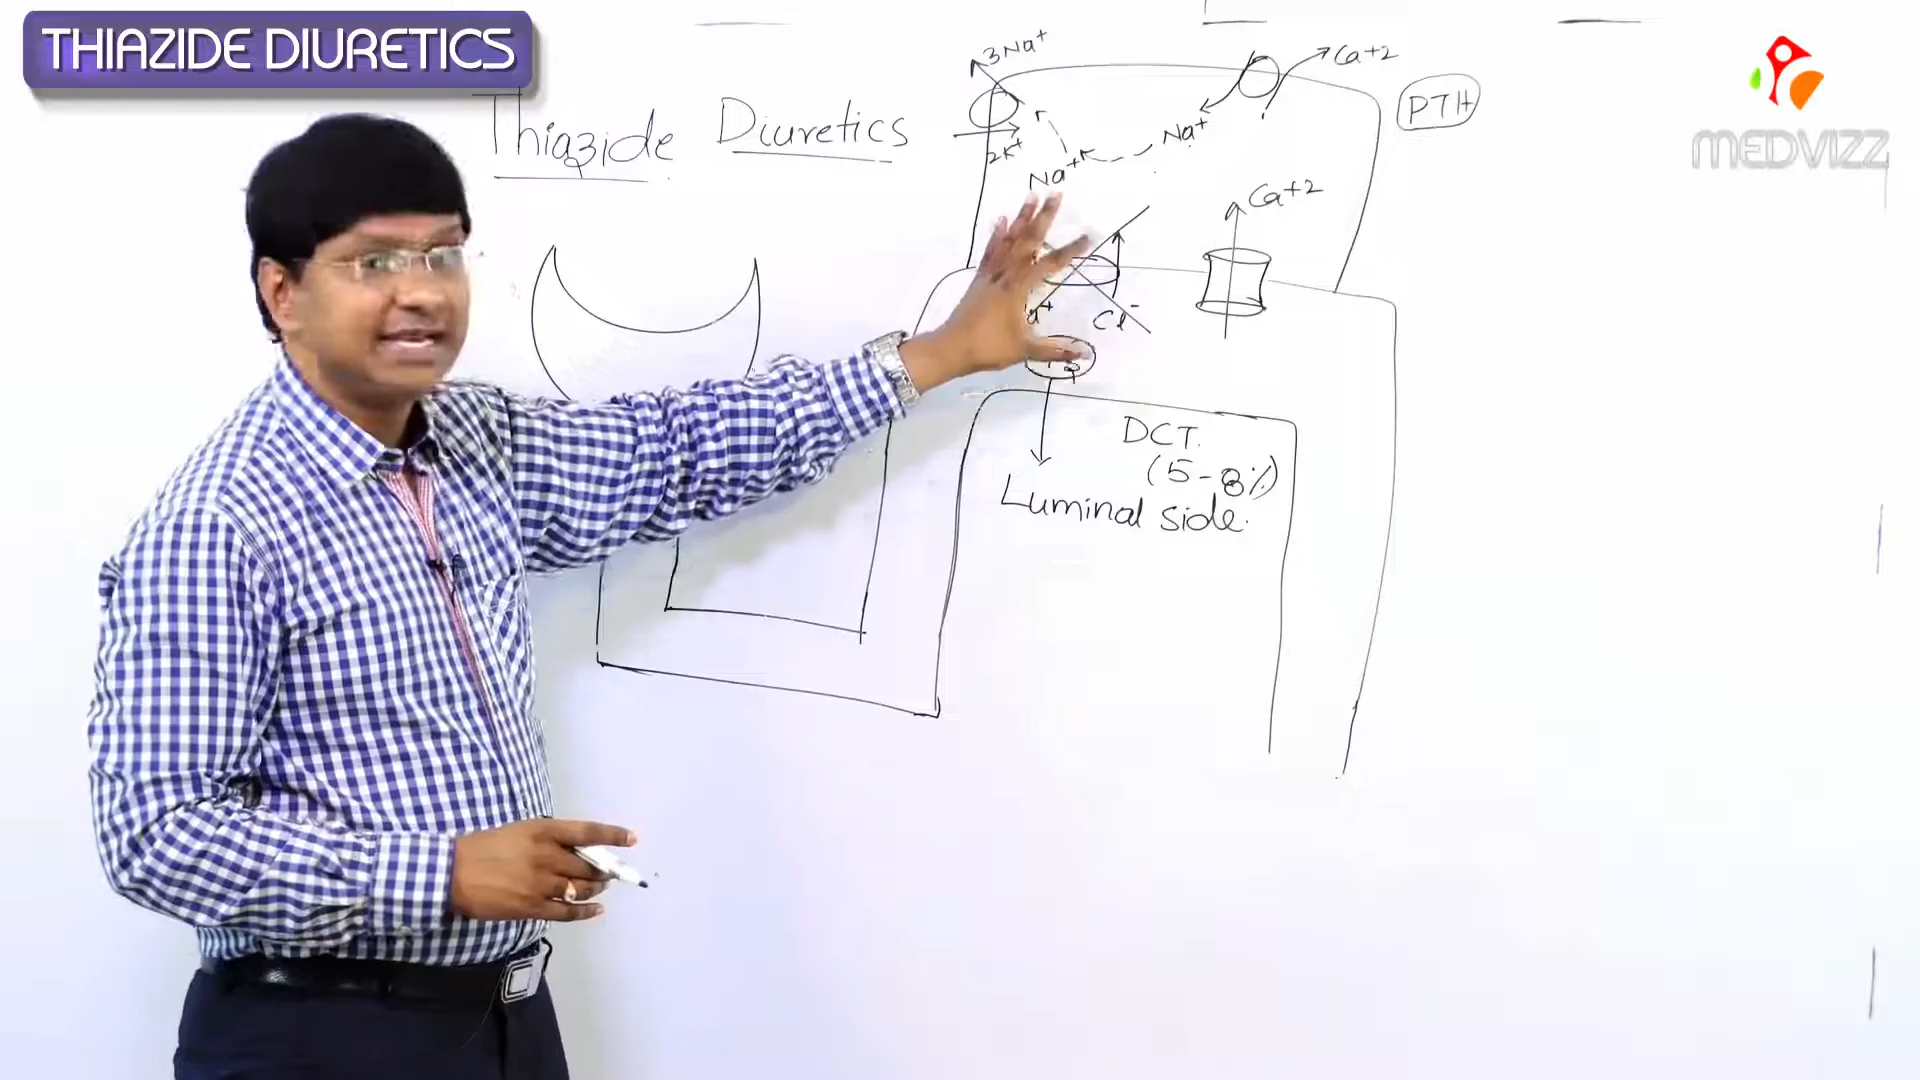 THIAZIDE DIURETICS
MEDVIZZ
Thiazide Diuretics
3Na+
2K+
Na+
Na+
Ca+2
PTH
Ca+2
Cl-
DCT.
(5-8%)
Luminal side.